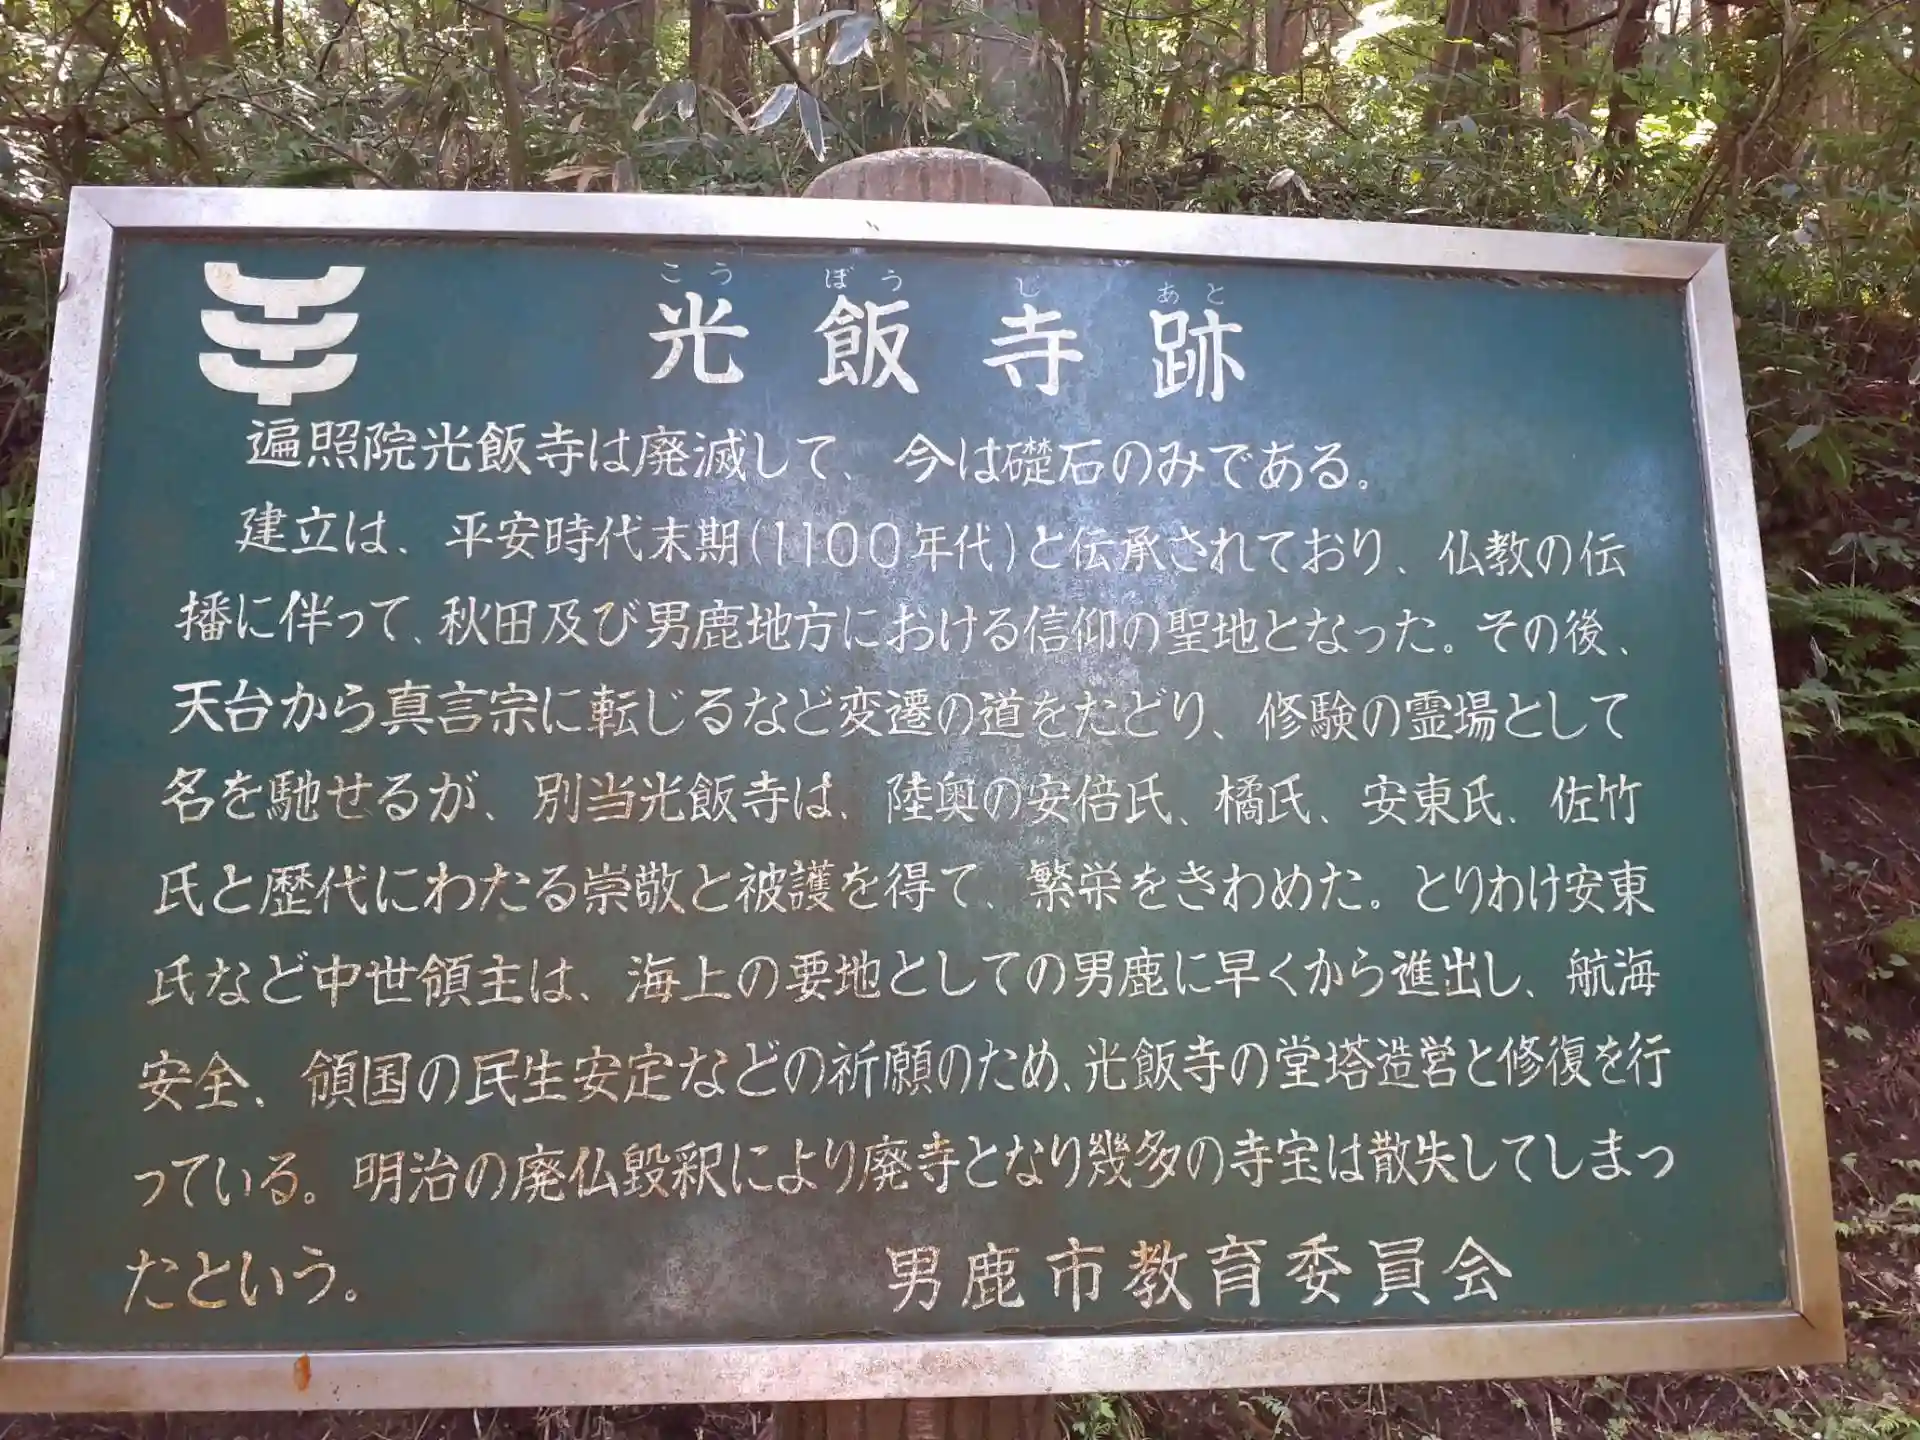 こう ぼう じ あと
光飯寺跡
遍照院光飯寺は廃滅して、今は礎石のみである。
建立は、平安時代末期(1100年代)と伝承されており、仏教の伝
播に伴って、秋田及び男鹿地方における信仰の聖地となった。その後、
天台から真言宗に転じるなど変遷の道をたどり、修験の霊場として
名を馳せるが、別当光飯寺は、陸奥の安倍氏、橘氏、安東氏、佐竹
氏と歴代にわたる崇敬と被護を得て、繁栄をきわめた。とりわけ安東
氏など中世領主は、海上の要地としての男鹿に早くから進出し、航海
安全、領国の民生安定などの祈願のため、光飯寺の堂塔造営と修復を行
っている。明治の廃仏毀釈により廃寺となり幾多の寺宝は散失してしまっ
たという。
男鹿市教育委員会